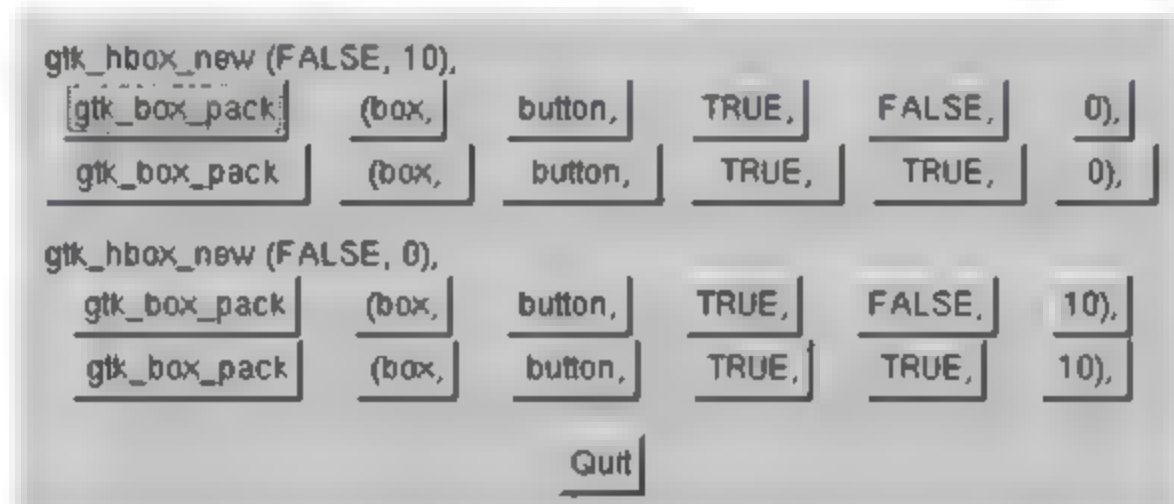 gtk_hbox_new (FALSE, 10),
gtk_box_pack (box, button, TRUE, FALSE, 0),
gtk_box_pack (box, button, TRUE, TRUE, 0),
gtk_hbox_new (FALSE, 0),
gtk_box_pack (box, button, TRUE, FALSE, 10),
gtk_box_pack (box, button, TRUE, TRUE, 10),
Quit